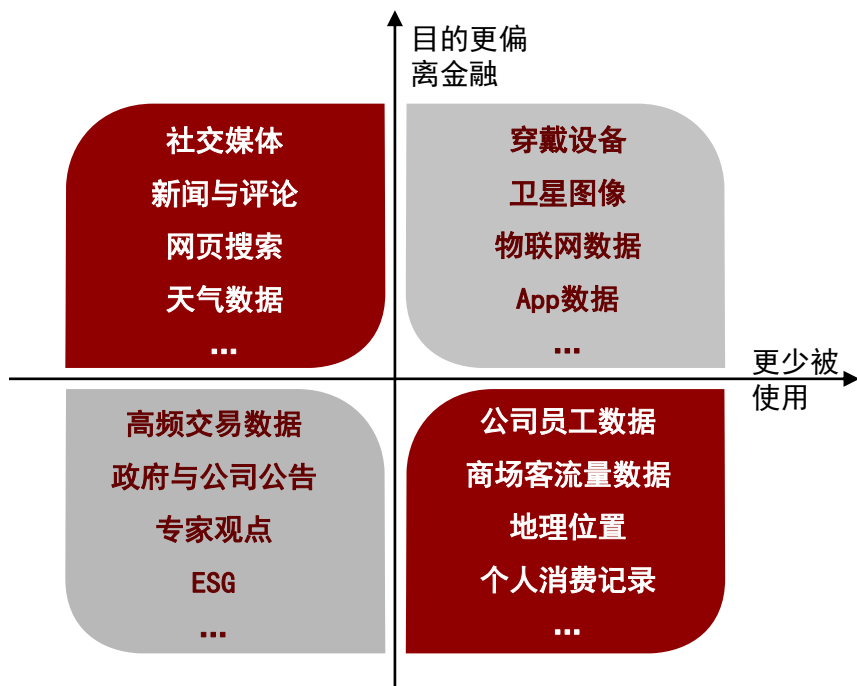 目的更偏
离金融
社交媒体
新闻与评论
网页搜索
天气数据
...
穿戴设备
卫星图像
物联网数据
App数据
...
更少被
使用
高频交易数据
政府与公司公告
专家观点
ESG
...
公司员工数据
商场客流量数据
地理位置
个人消费记录
...